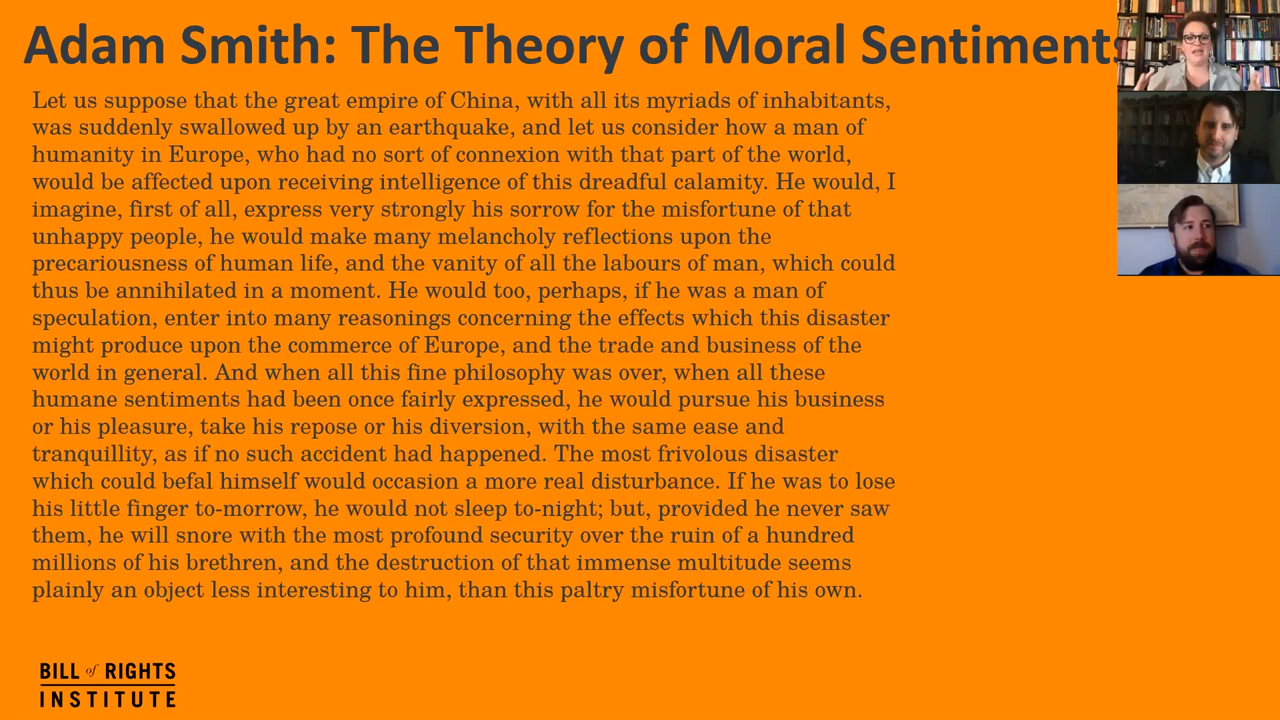 Adam Smith: The Theory of Moral Sentiments
Let us suppose that the great empire of China, with all its myriads of inhabitants,
was suddenly swallowed up by an earthquake, and let us consider how a man of
humanity in Europe, who had no sort of connexion with that part of the world,
would be affected upon receiving intelligence of this dreadful calamity. He would, I
imagine, first of all, express very strongly his sorrow for the misfortune of that
unhappy people, he would make many melancholy reflections upon the
precariousness of human life, and the vanity of all the labours of man, which could
thus be annihilated in a moment. He would too, perhaps, if he was a man of
speculation, enter into many reasonings concerning the effects which this disaster
might produce upon the commerce of Europe, and the trade and business of the
world in general. And when all this fine philosophy was over, when all these
humane sentiments had been once fairly expressed, he would pursue his business
or his pleasure, take his repose or his diversion, with the same ease and
tranquillity, as if no such accident had happened. The most frivolous disaster
which could befal himself would occasion a more real disturbance. If he was to lose
his little finger to-morrow, he would not sleep to-night; but, provided he never saw
them, he will snore with the most profound security over the ruin of a hundred
millions of his brethren, and the destruction of that immense multitude seems
plainly an object less interesting to him, than this paltry misfortune of his own.
BILL of RIGHTS
INSTITUTE